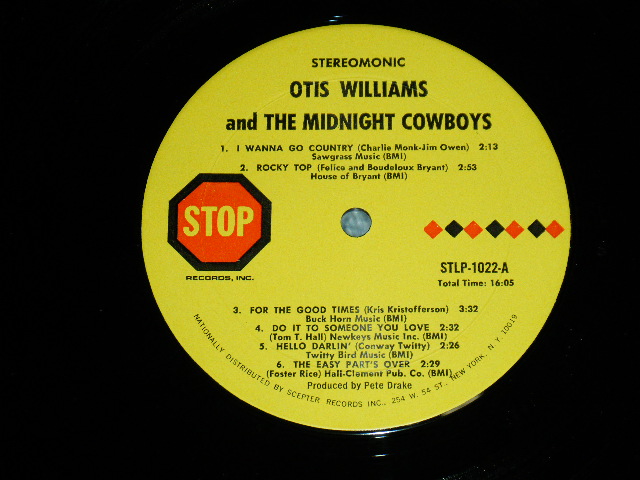 STEREOMONIC
OTIS WILLIAMS
and THE MIDNIGHT COWBOYS
1. I WANNA GO COUNTRY (Charlie Monk-Jim Owen) 2:13
Sawgrass Music (BMI)
2. ROCKY TOP (Felice and Boudeloux Bryant) 2:53
House of Bryant (BMI)
STOP
RECORDS, INC.
STLP-1022-A
Total Time: 16:05
3. FOR THE GOOD TIMES (Kris Kristofferson) 3:32
Buck Horn Music (BMI)
4. DO IT TO SOMEONE YOU LOVE 2:32
(Tom T. Hall) Newkeys Music Inc. (BMI)
5. HELLO DARLIN' (Conway Twitty) 2:26
Twitty Bird Music (BMI)
6. THE EASY PART'S OVER 2:29
(Foster Rice) Hall-Clement Pub. Co. (BMI)
Produced by Pete Drake
NATIONALLY DISTRIBUTED BY SCEPTER RECORDS INC., 254 W. 54 ST., NEW YORK, N.Y. 10019